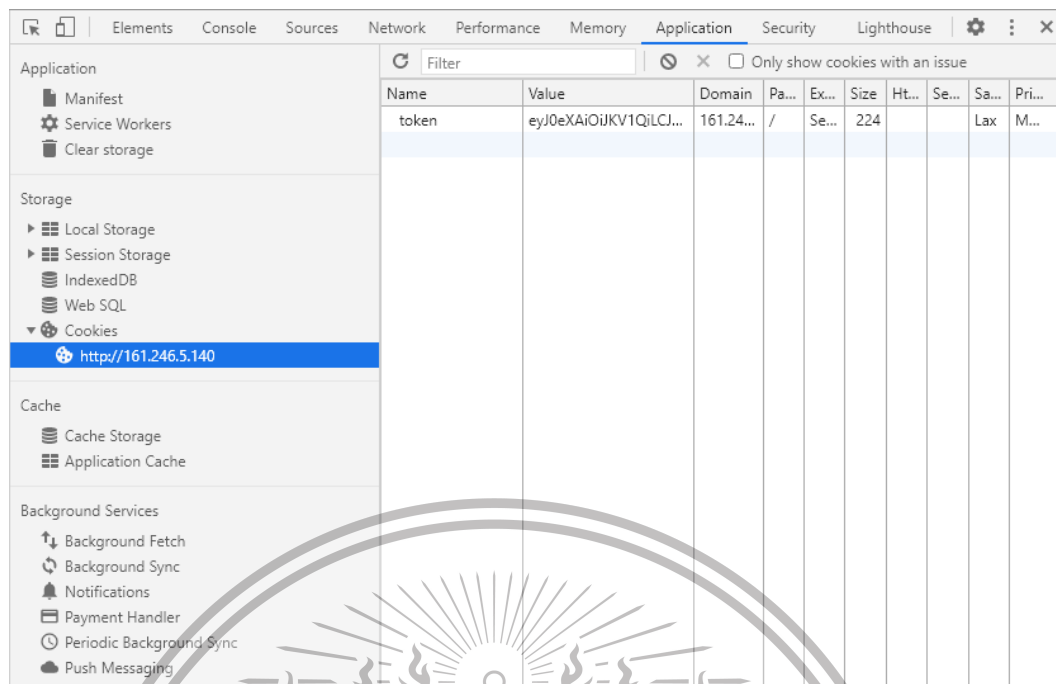 Elements Console Sources Network Performance Memory Application Security Lighthouse
Application
Manifest
Service Workers
Clear storage
Storage
Local Storage
Session Storage
IndexedDB
Web SQL
Cookies
http://161.246.5.140
Cache
Cache Storage
Application Cache
Background Services
Background Fetch
Background Sync
Notifications
Payment Handler
Periodic Background Sync
Push Messaging
Filter Only show cookies with an issue
Name Value Domain Pa... Ex... Size Ht... Se... Sa... Pri...
token eyJ0eXAiOiJKV1QiLCJ... 161.24... / Se... 224 Lax M...